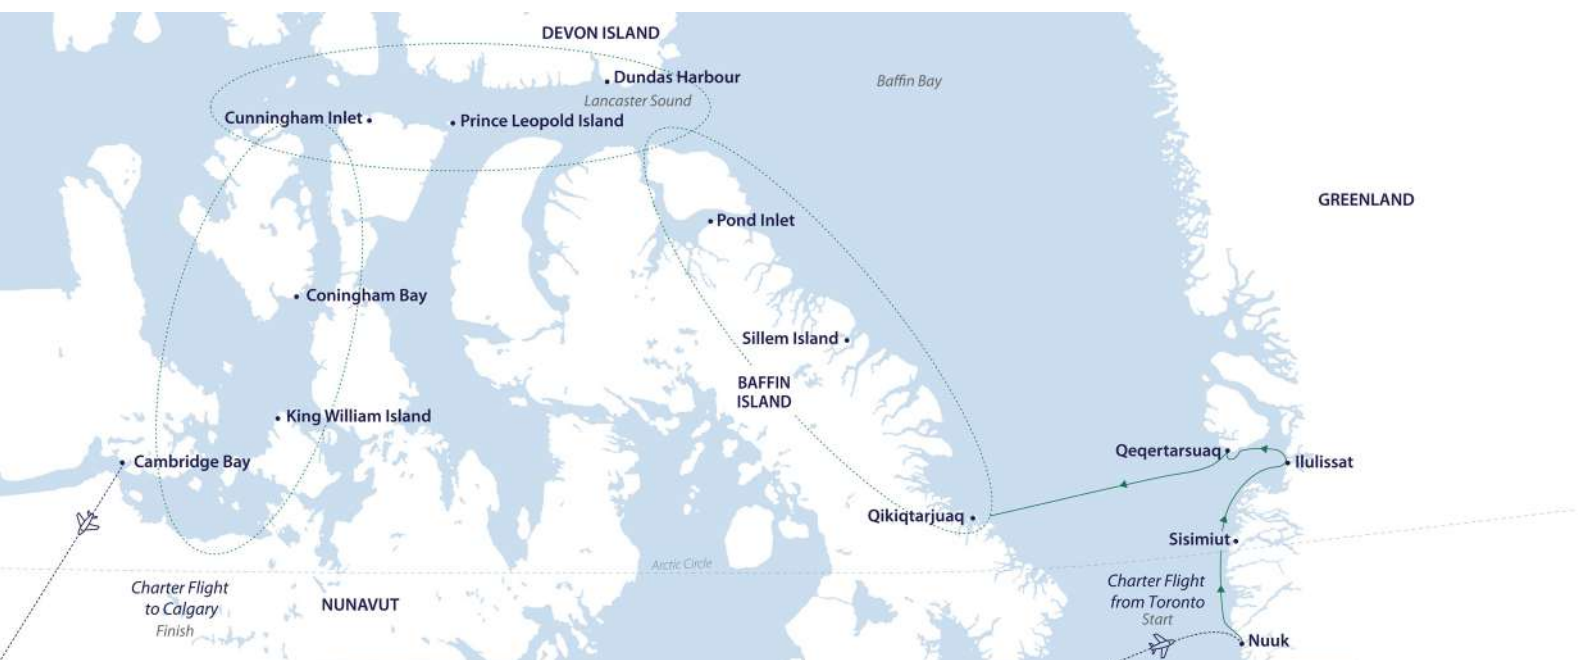 DEVON ISLAND
Dundas Harbour
Baffin Bay
Lancaster Sound
Cunningham Inlet
Prince Leopold Island
GREENLAND
Pond Inlet
Coningham Bay
Sillem Island
BAFFIN
ISLAND
King William Island
Qeqertarsuaq
Ilulissat
Cambridge Bay
Qikiqtarjuaq
Sisimiut
Arctic Circle
Charter Flight
to Calgary
Finish
NUNAVUT
Charter Flight
from Toronto
Start
Nuuk